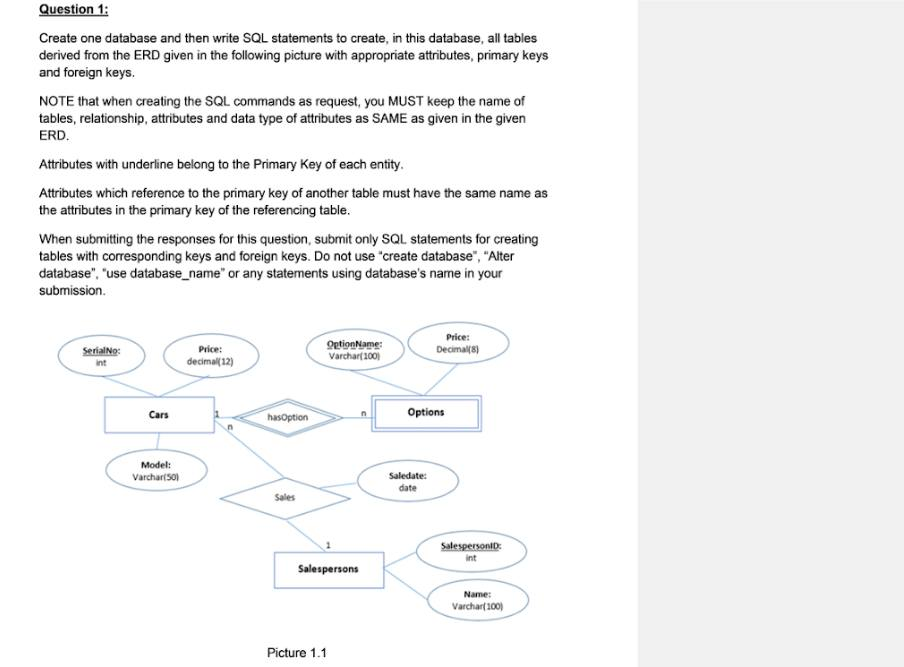 Question 1:
Create one database and then write SQL statements to create, in this database, all tables
derived from the ERD given in the following picture with appropriate attributes, primary keys
and foreign keys.
NOTE that when creating the SQL commands as request, you MUST keep the name of
tables, relationship, attributes and data type of attributes as SAME as given in the given
ERD.
Attributes with underline belong to the Primary Key of each entity.
Attributes which reference to the primary key of another table must have the same name as
the attributes in the primary key of the referencing table.
When submitting the responses for this question, submit only SQL statements for creating
tables with corresponding keys and foreign keys. Do not use "create database", "Alter
database", "use database_name" or any statements using database's name in your
submission.
SerialNo:
int
Price:
decimal(12)
OptionName:
Varchar(100)
Price:
Decimal(8)
Cars
1
n
hasOption
n
Options
Model:
Varchar(50)
Sales
Saledate:
date
1
Salespersons
SalespersonID:
int
Name:
Varchar(100)
Picture 1.1